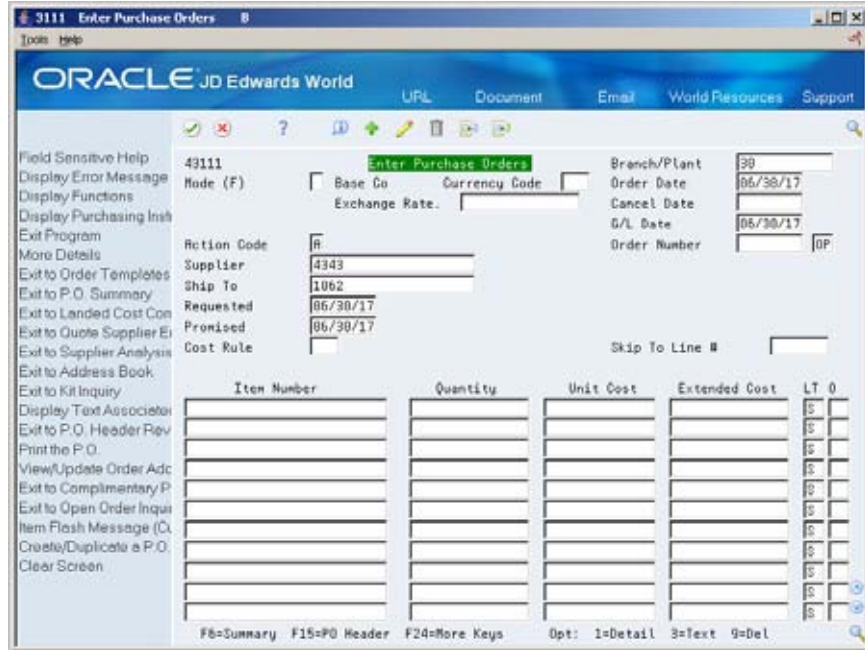 3111 Enter Purchase Orders B
Tools Help
ORACLE JD Edwards World
URL Document Email World Resources Support
Field Sensitive Help
Display Error Message
Display Functions
Display Purchasing Inst
Exit Program
More Details
Exit to Order Templates
Exit to P.O. Summary
Exit to Landed Cost Con
Exit to Quote Supplier E
Exit to Supplier Analysis
Exit to Address Book
Exit to Kit Inquiry
Display Text Associatio
Exit to P.O. Header Rev
Print the P.O.
View/Update Order Adc
Exit to Complimentary P
Exit to Open Order Inqui
Item Flash Message (Cu
Create/Duplicate a P.O.
Clear Screen
43111 Enter Purchase Orders Branch/Plant 30
Mode (F) Base Co Currency Code Order Date 06/30/17
Exchange Rate. Cancel Date
G/L Date 06/30/17
Action Code A Order Number OP
Supplier 4343
Ship To 1062
Requested 06/30/17
Promised 06/30/17
Cost Rule Skip To Line #
Item Number Quantity Unit Cost Extended Cost LT O
S
S
S
S
S
S
S
S
S
S
S
F6=Summary F15=PO Header F24=More Keys Opt: 1=Detail 3=Text 9=Del